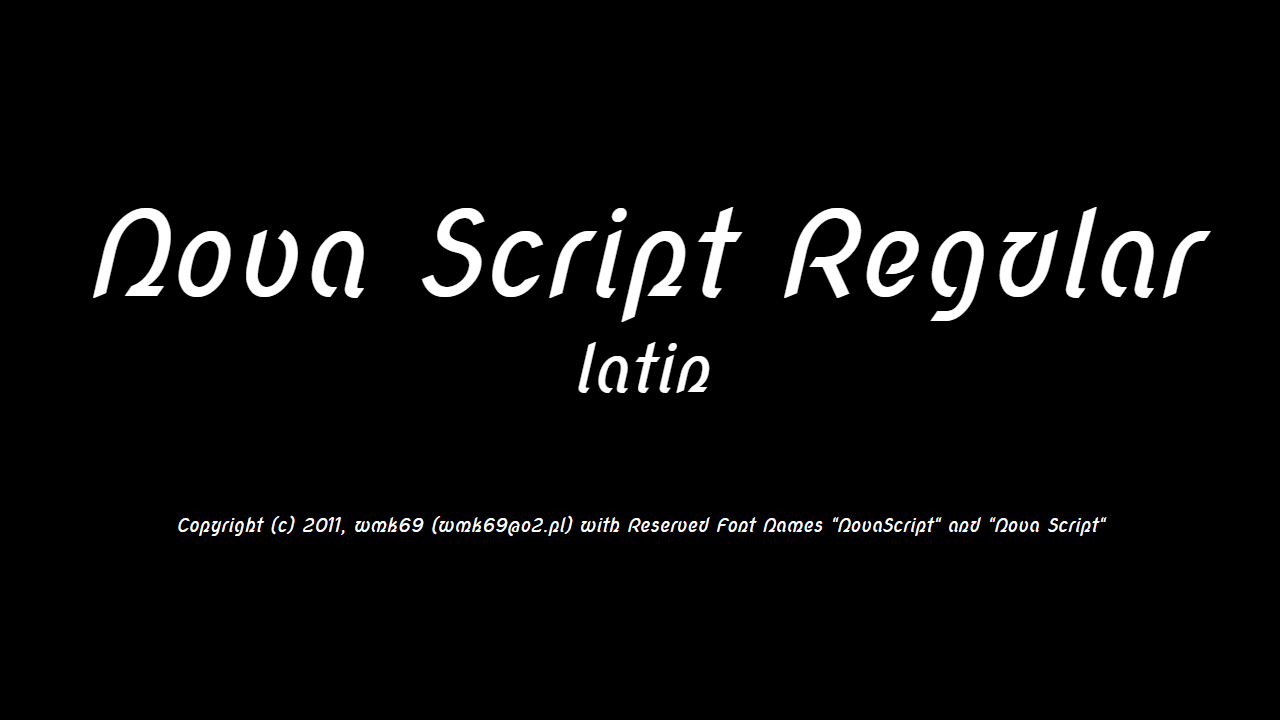 Nova Script Regular
latin
Copyright (c) 2011, wmk69 (wmk69@o2.pl) with Reserved Font Names "NovaScript" and "Nova Script"